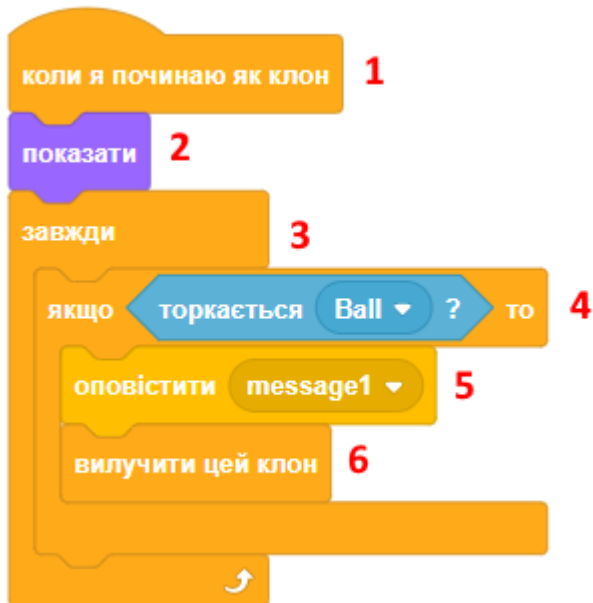 коли я починаю як клон 1
показати 2
завжди 3
якщо торкається Ball ? то 4
оповістити message1 5
вилучити цей клон 6